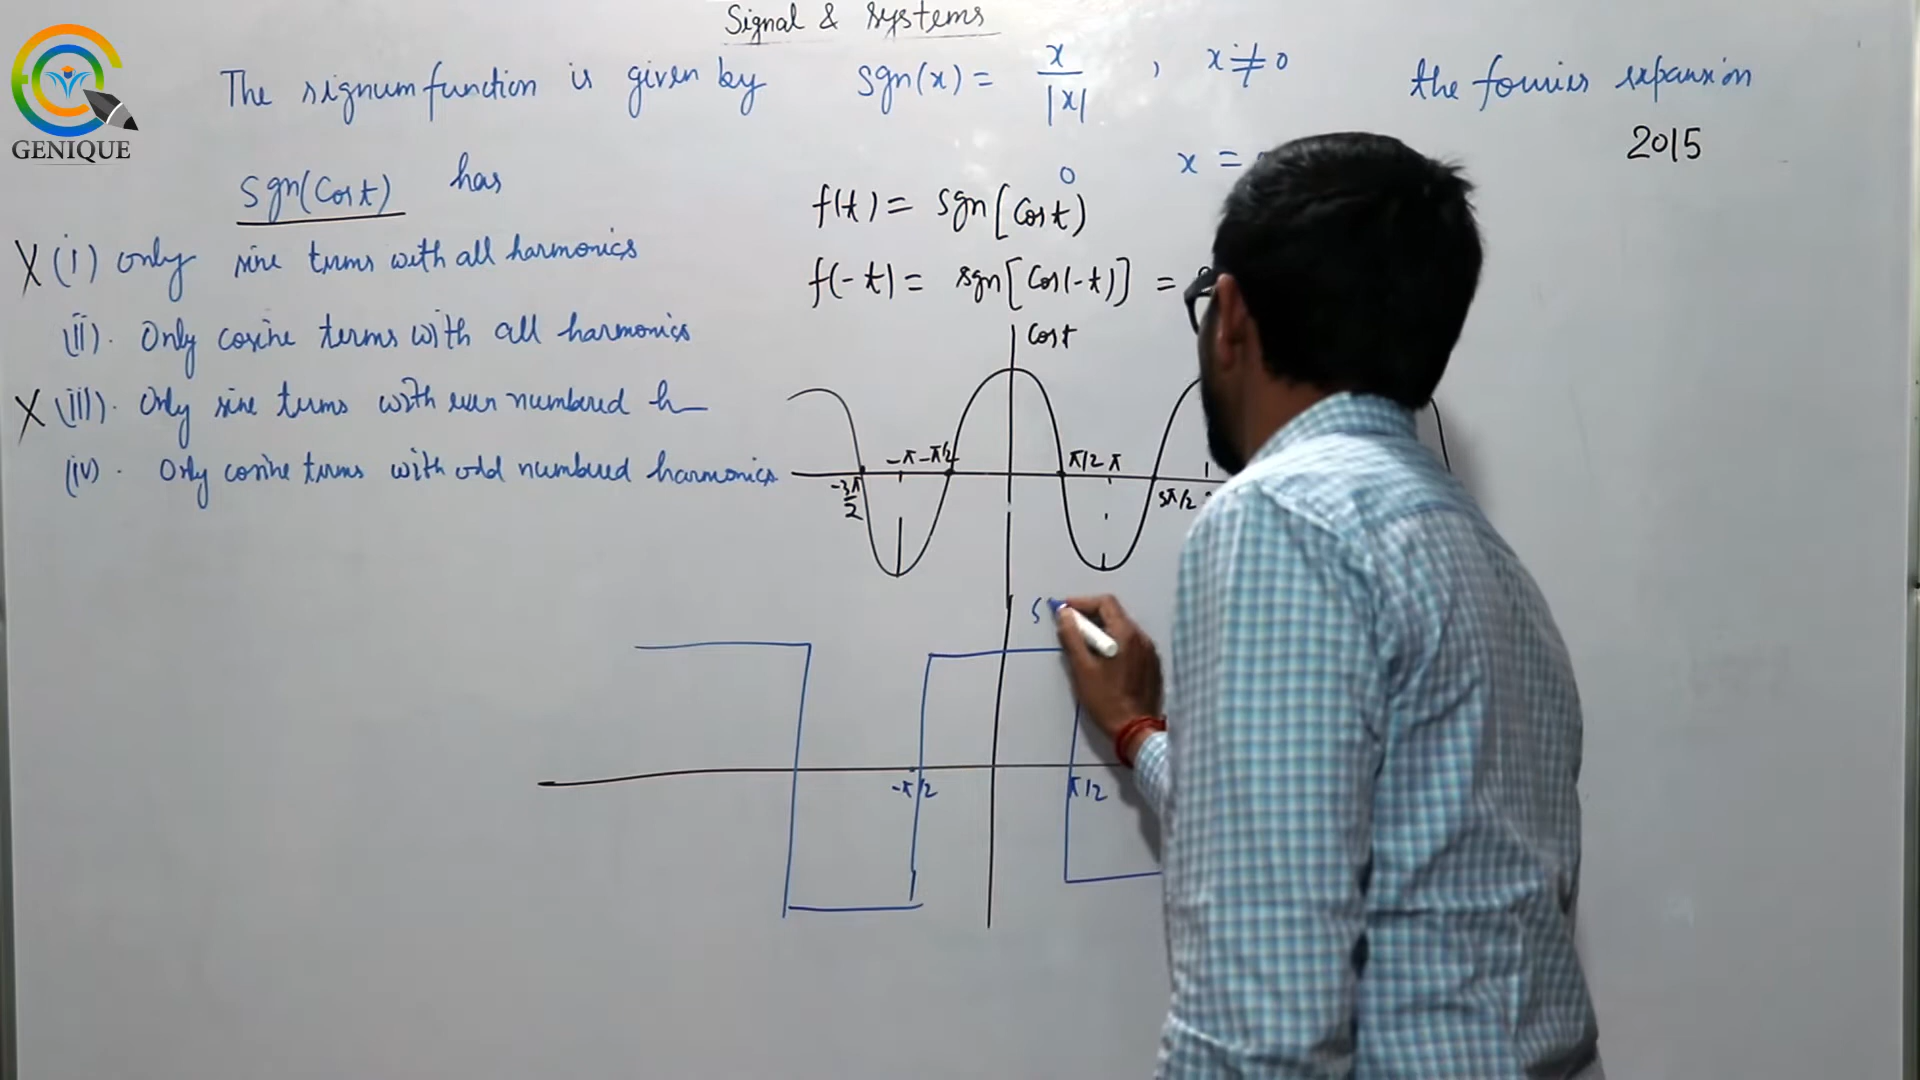 Signal & systems
GENIQUE
The signum function is given by sgn(x) = x/|x| , x ≠ 0 the fourier expansion
0 x =
2015
sgn(Cos t) has
X (i) only sine terms with all harmonics
(ii). Only cosine terms with all harmonics
X (iii). Only sine terms with even numbered h
(iv). Only cosine terms with odd numbered harmonics
f(t) = sgn[Cos t)
f(-t) = sgn[Cos(-t)] =
Cos t
-π -π/2 π/2 π
-3π/2 3π/2
S
-π/2 π/2